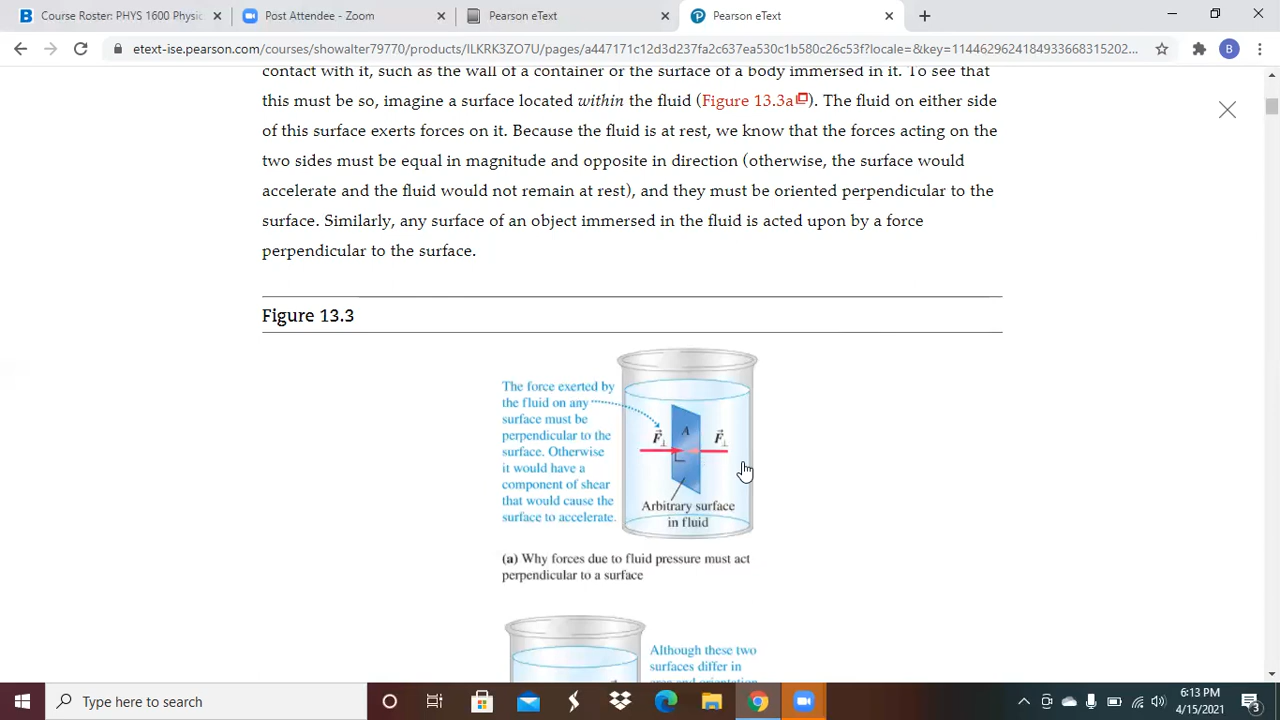 Course Roster: PHYS 1600 Physic
Post Attendee - Zoom
Pearson eText
Pearson eText
etext-ise.pearson.com/courses/showalter79770/products/ILKRK3ZO7U/pages/a447171c12d3d237fa2c637ea530c1b580c26c53f?locale=&key=1144629624184933668315202...
B
contact with it, such as the wall of a container or the surface of a body immersed in it. To see that
this must be so, imagine a surface located within the fluid (Figure 13.3a). The fluid on either side
of this surface exerts forces on it. Because the fluid is at rest, we know that the forces acting on the
two sides must be equal in magnitude and opposite in direction (otherwise, the surface would
accelerate and the fluid would not remain at rest), and they must be oriented perpendicular to the
surface. Similarly, any surface of an object immersed in the fluid is acted upon by a force
perpendicular to the surface.
Figure 13.3
The force exerted by
the fluid on any
surface must be
perpendicular to the
surface. Otherwise
it would have a
component of shear
that would cause the
surface to accelerate.
F⊥
A
F⊥
Arbitrary surface
in fluid
(a) Why forces due to fluid pressure must act
perpendicular to a surface
Although these two
surfaces differ in
Type here to search
6:13 PM
4/15/2021
3